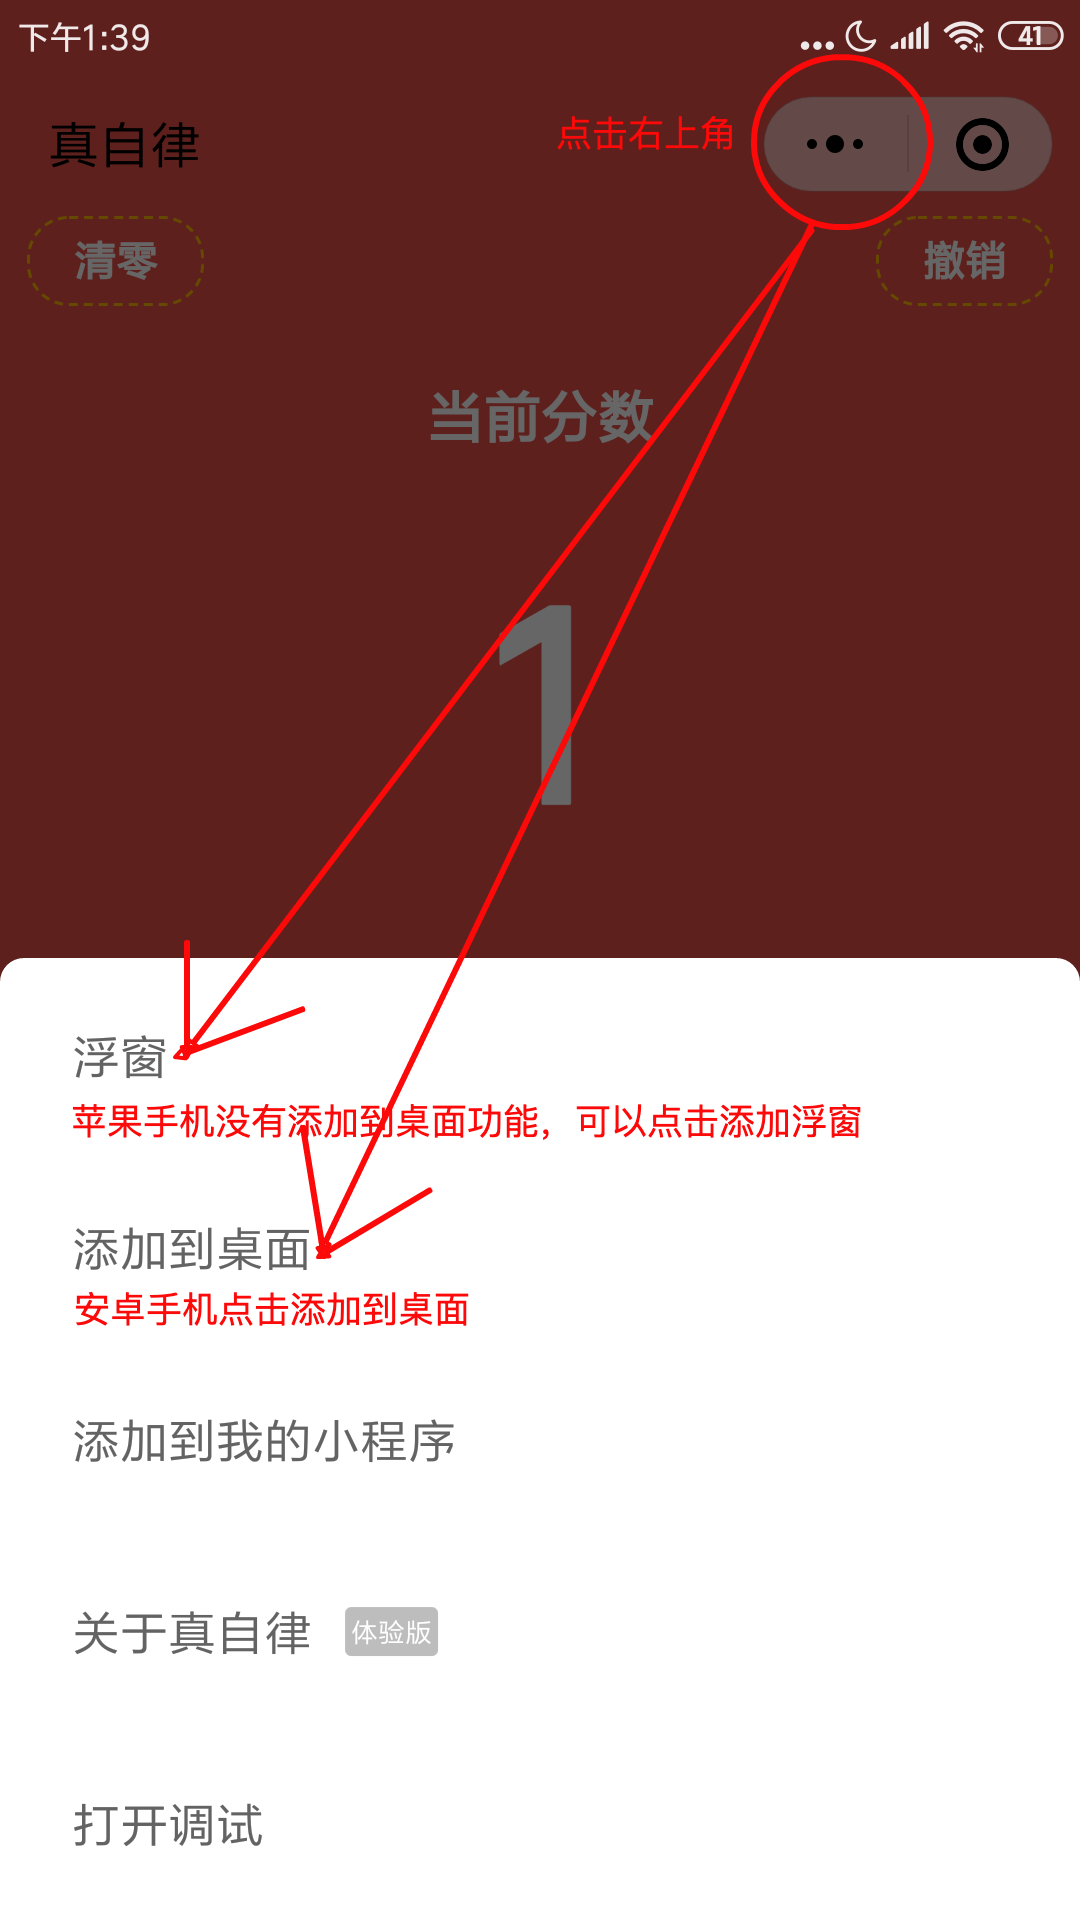 下午1:39
41
真自律
点击右上角
清零
撤销
当前分数
1
浮窗
苹果手机没有添加到桌面功能，可以点击添加浮窗
添加到桌面
安卓手机点击添加到桌面
添加到我的小程序
关于真自律 体验版
打开调试